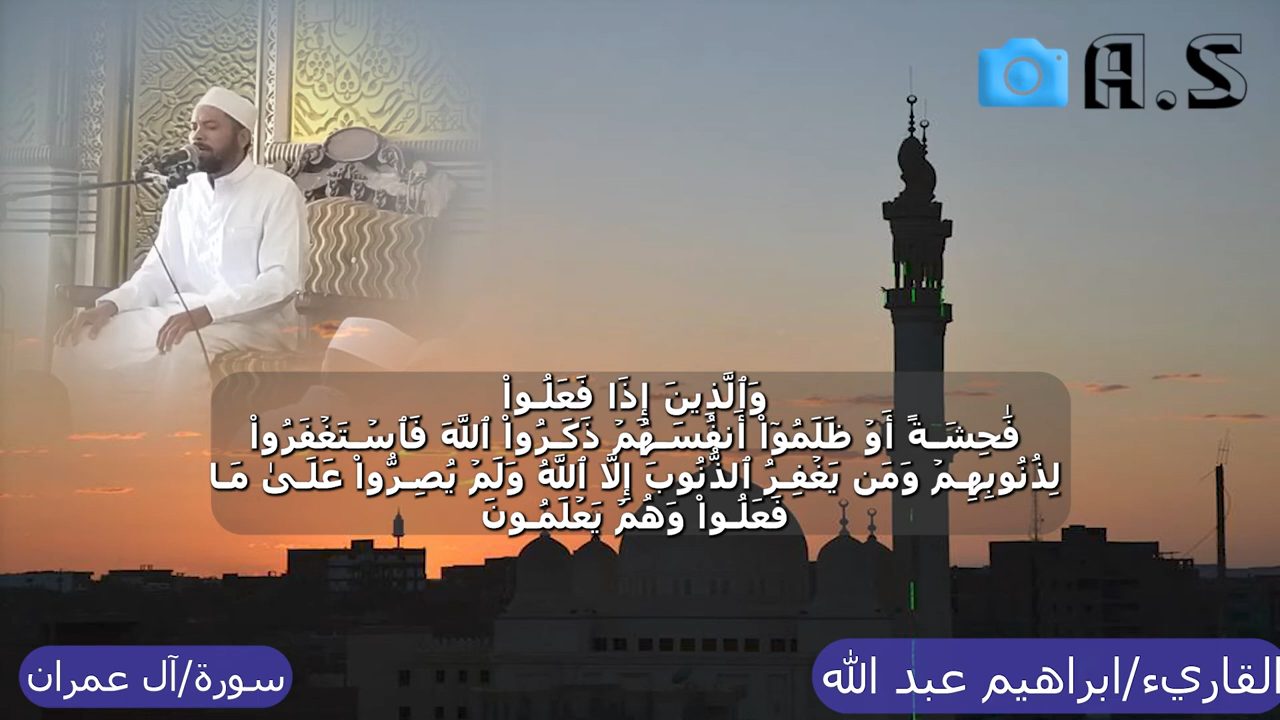 A.S
وَٱلَّذِينَ إِذَا فَعَلُواْ
فَٰحِشَةً أَوۡ ظَلَمُوٓاْ أَنفُسَهُمۡ ذَكَرُواْ ٱللَّهَ فَٱسۡتَغۡفَرُواْ
لِذُنُوبِهِمۡ وَمَن يَغۡفِرُ ٱلذُّنُوبَ إِلَّا ٱللَّهُ وَلَمۡ يُصِرُّواْ عَلَىٰ مَا
فَعَلُواْ وَهُمۡ يَعۡلَمُونَ
القاريء/ابراهيم عبد الله
سورة/آل عمران